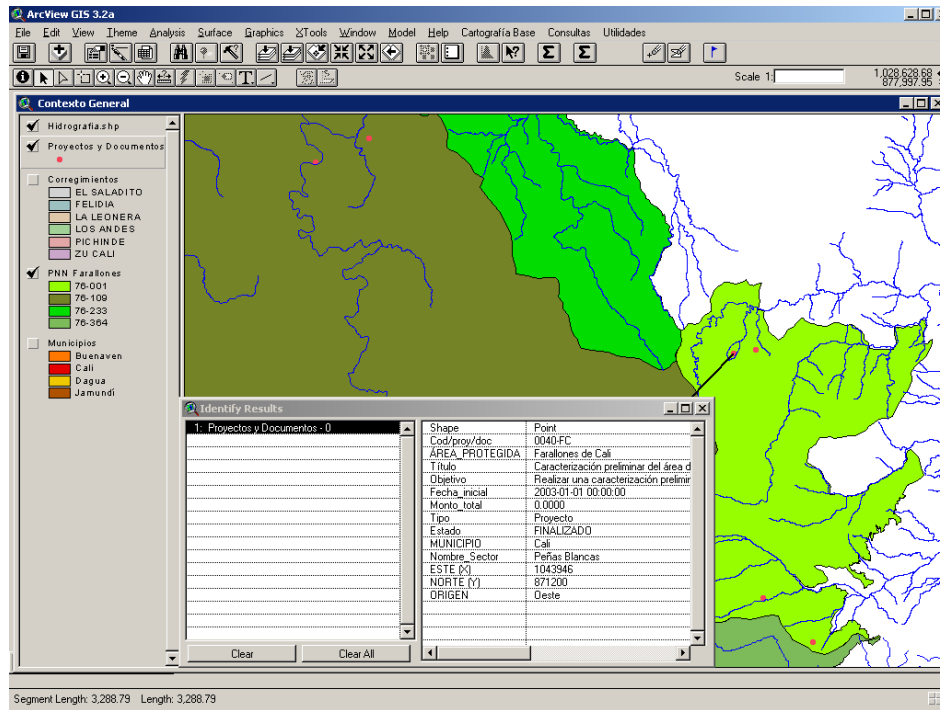 ArcView GIS 3.2a
File Edit View Theme Analysis Surface Graphics XTools Window Model Help Cartografía Base Consultas Utilidades
Scale 1:
1,028,628.68
877,997.95
Contexto General
Hidrografia.shp
Proyectos y Documentos
Corregimientos
EL SALADITO
FELIDIA
LA LEONERA
LOS ANDES
PICHINDE
ZU CALI
PNN Farallones
76-001
76-109
76-233
76-364
Municipios
Buenaven
Cali
Dagua
Jamundí
Identify Results
1: Proyectos y Documentos - 0
Shape Point
Cod/proy/doc 0040-FC
ÁREA_PROTEGIDA Farallones de Cali
Título Caracterización preliminar del área d
Objetivo Realizar una caracterización prelimir
Fecha_inicial 2003-01-01 00:00:00
Monto_total 0.0000
Tipo Proyecto
Estado FINALIZADO
MUNICIPIO Cali
Nombre_Sector Peñas Blancas
ESTE (X) 1043946
NORTE (Y) 871200
ORIGEN Oeste
Clear Clear All
Segment Length: 3,288.79 Length: 3,288.79